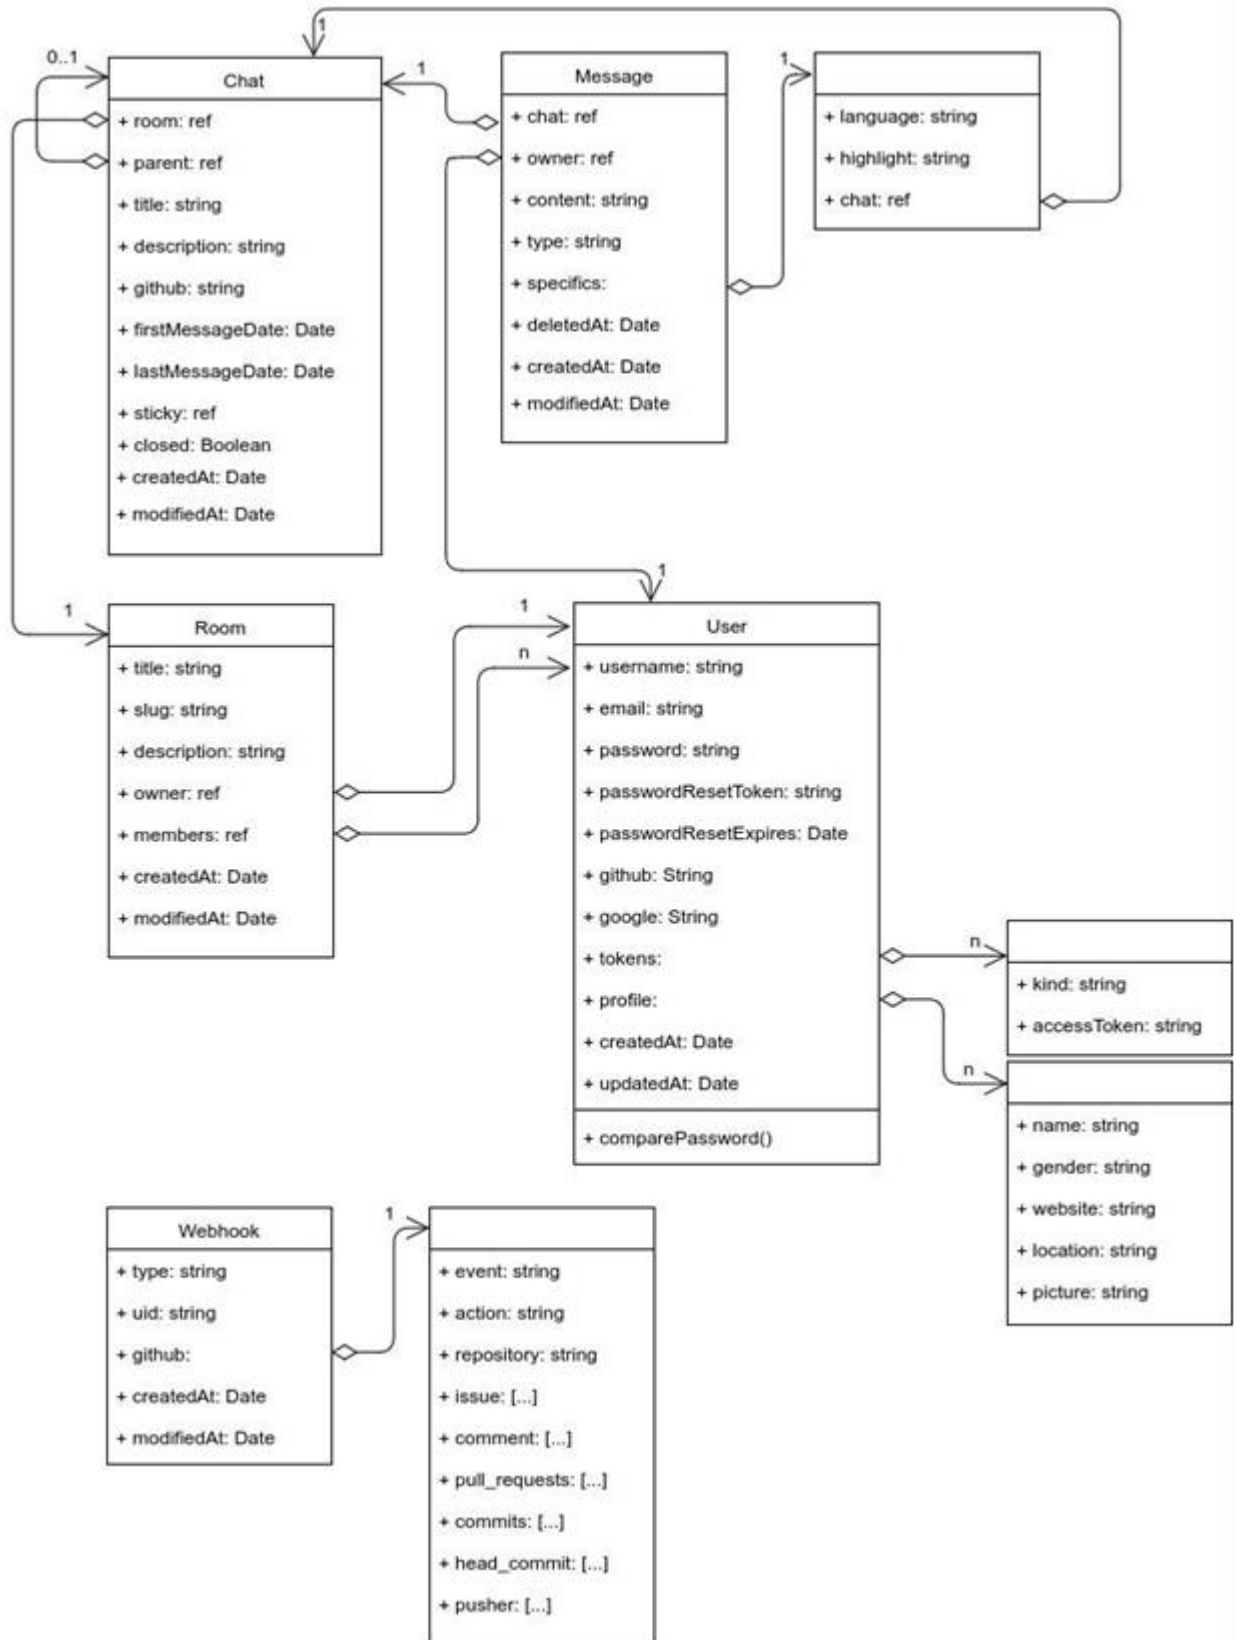 1
0..1
Chat
+ room: ref
+ parent: ref
+ title: string
+ description: string
+ github: string
+ firstMessageDate: Date
+ lastMessageDate: Date
+ sticky: ref
+ closed: Boolean
+ createdAt: Date
+ modifiedAt: Date
1
Message
+ chat: ref
+ owner: ref
+ content: string
+ type: string
+ specifics:
+ deletedAt: Date
+ createdAt: Date
+ modifiedAt: Date
1
+ language: string
+ highlight: string
+ chat: ref
1
Room
+ title: string
+ slug: string
+ description: string
+ owner: ref
+ members: ref
+ createdAt: Date
+ modifiedAt: Date
1
1
n
User
+ username: string
+ email: string
+ password: string
+ passwordResetToken: string
+ passwordResetExpires: Date
+ github: String
+ google: String
+ tokens:
+ profile:
+ createdAt: Date
+ updatedAt: Date
+ comparePassword()
n
+ kind: string
+ accessToken: string
n
+ name: string
+ gender: string
+ website: string
+ location: string
+ picture: string
Webhook
+ type: string
+ uid: string
+ github:
+ createdAt: Date
+ modifiedAt: Date
1
+ event: string
+ action: string
+ repository: string
+ issue: [...]
+ comment: [...]
+ pull_requests: [...]
+ commits: [...]
+ head_commit: [...]
+ pusher: [...]